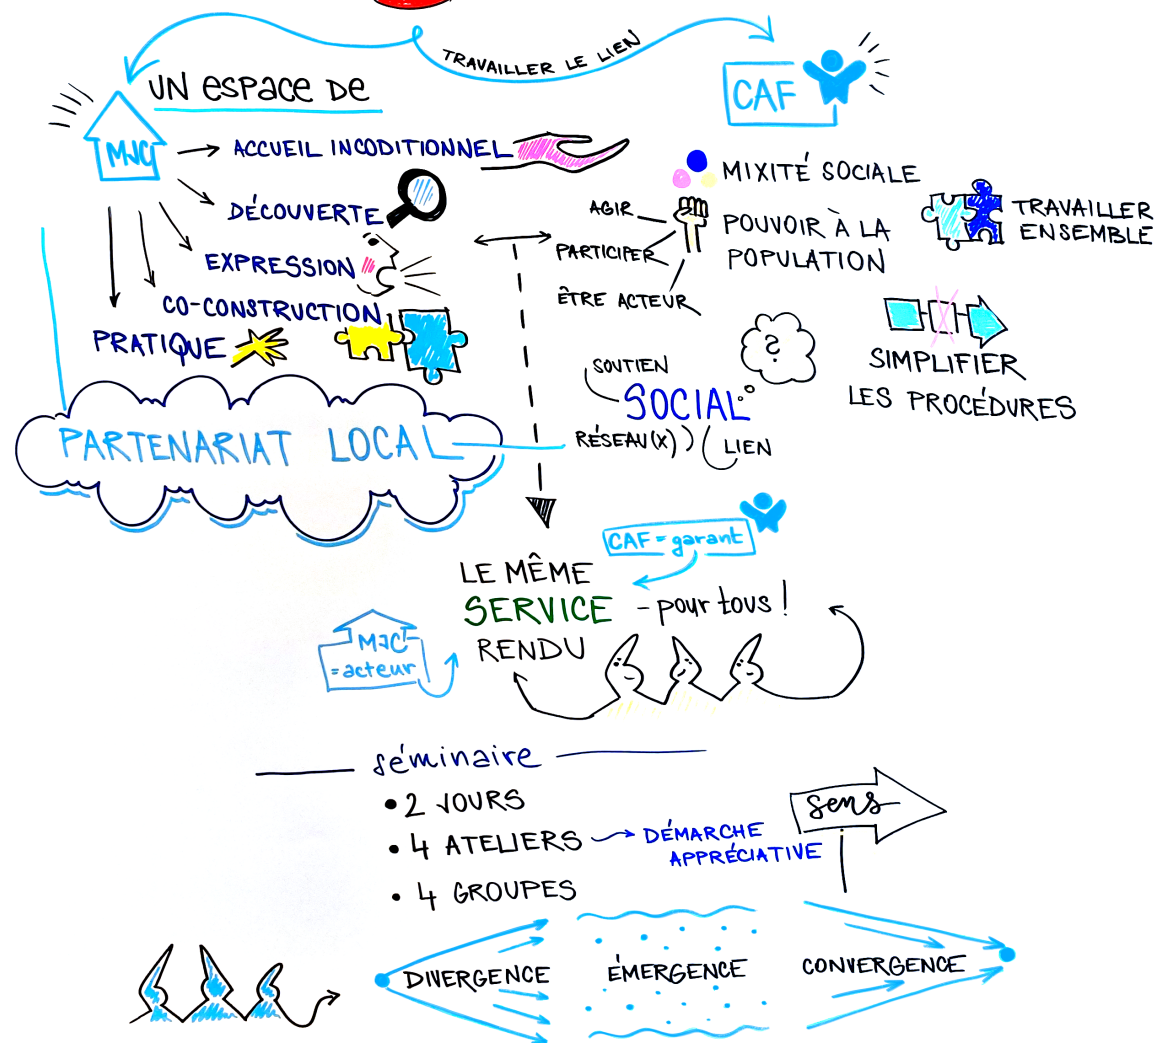 TRAVAILLER LE LIEN
UN ESPACE DE
CAF
MJC
ACCUEIL INCODITIONNEL
DÉCOUVERTE
EXPRESSION
CO-CONSTRUCTION
PRATIQUE
MIXITÉ SOCIALE
AGIR
PARTICIPER
ÊTRE ACTEUR
POUVOIR À LA
POPULATION
TRAVAILLER
ENSEMBLE
?
SIMPLIFIER
LES PROCÉDURES
SOUTIEN
SOCIAL
RÉSEAU(X)
LIEN
PARTENARIAT LOCAL
CAF = garant
LE MÊME
SERVICE
RENDU
- pour tous !
MJC
= acteur
séminaire
• 2 JOURS
• 4 ATELIERS
DÉMARCHE
APPRÉCIATIVE
• 4 GROUPES
sens
DIVERGENCE
ÉMERGENCE
CONVERGENCE